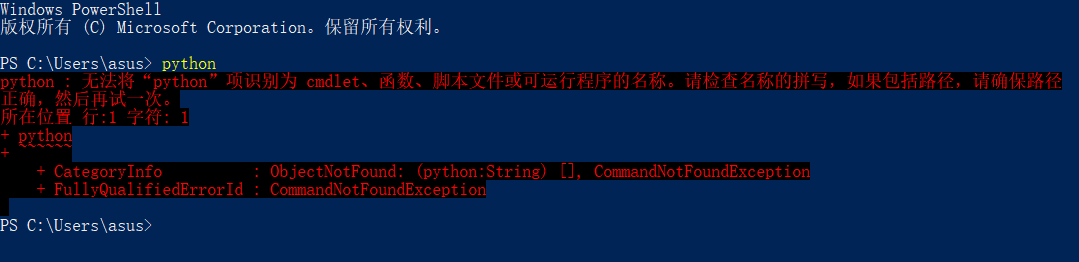 Windows PowerShell
版权所有 (C) Microsoft Corporation。保留所有权利。
PS C:\Users\asus> python
python : 无法将“python”项识别为 cmdlet、函数、脚本文件或可运行程序的名称。请检查名称的拼写，如果包括路径，请确保路径
正确，然后再试一次。
所在位置 行:1 字符: 1
+ python
+ ~~~~~~
    + CategoryInfo          : ObjectNotFound: (python:String) [], CommandNotFoundException
    + FullyQualifiedErrorId : CommandNotFoundException
PS C:\Users\asus>